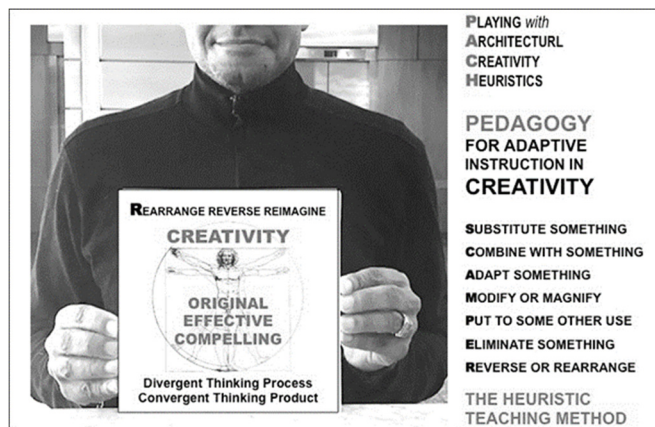 PLAYING with
ARCHITECTURL
CREATIVITY
HEURISTICS
PEDAGOGY
FOR ADAPTIVE
INSTRUCTION IN
CREATIVITY
SUBSTITUTE SOMETHING
COMBINE WITH SOMETHING
ADAPT SOMETHING
MODIFY OR MAGNIFY
PUT TO SOME OTHER USE
ELIMINATE SOMETHING
REVERSE OR REARRANGE
THE HEURISTIC
TEACHING METHOD
REARRANGE REVERSE REIMAGINE
CREATIVITY
ORIGINAL
EFFECTIVE
COMPELLING
Divergent Thinking Process
Convergent Thinking Product